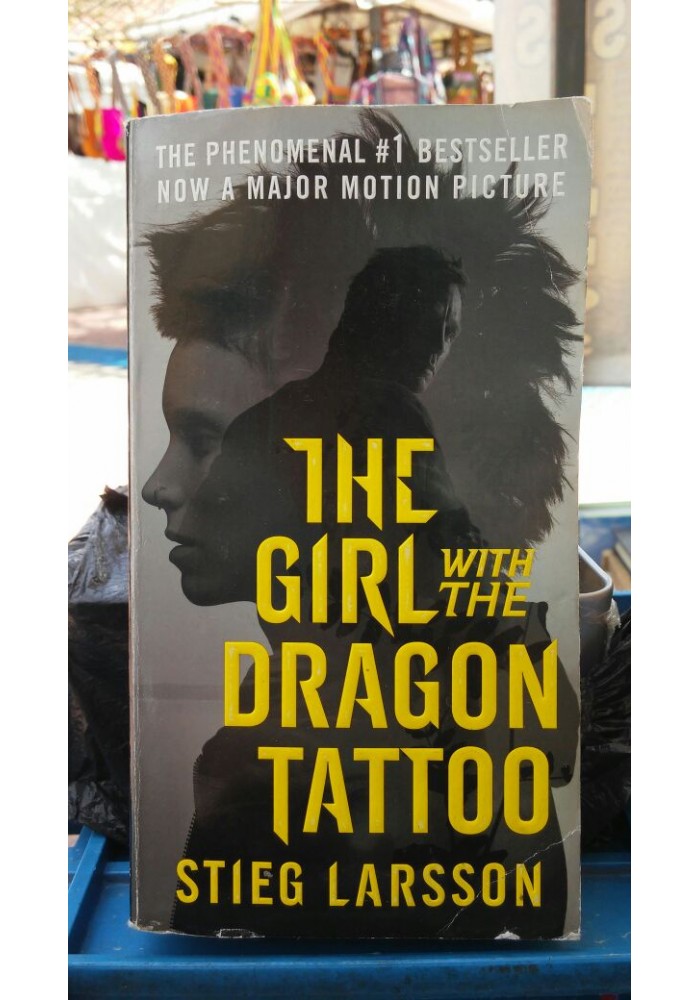 THE PHENOMENAL #1 BESTSELLER
NOW A MAJOR MOTION PICTURE
THE
GIRL WITH THE
DRAGON
TATTOO
STIEG LARSSON